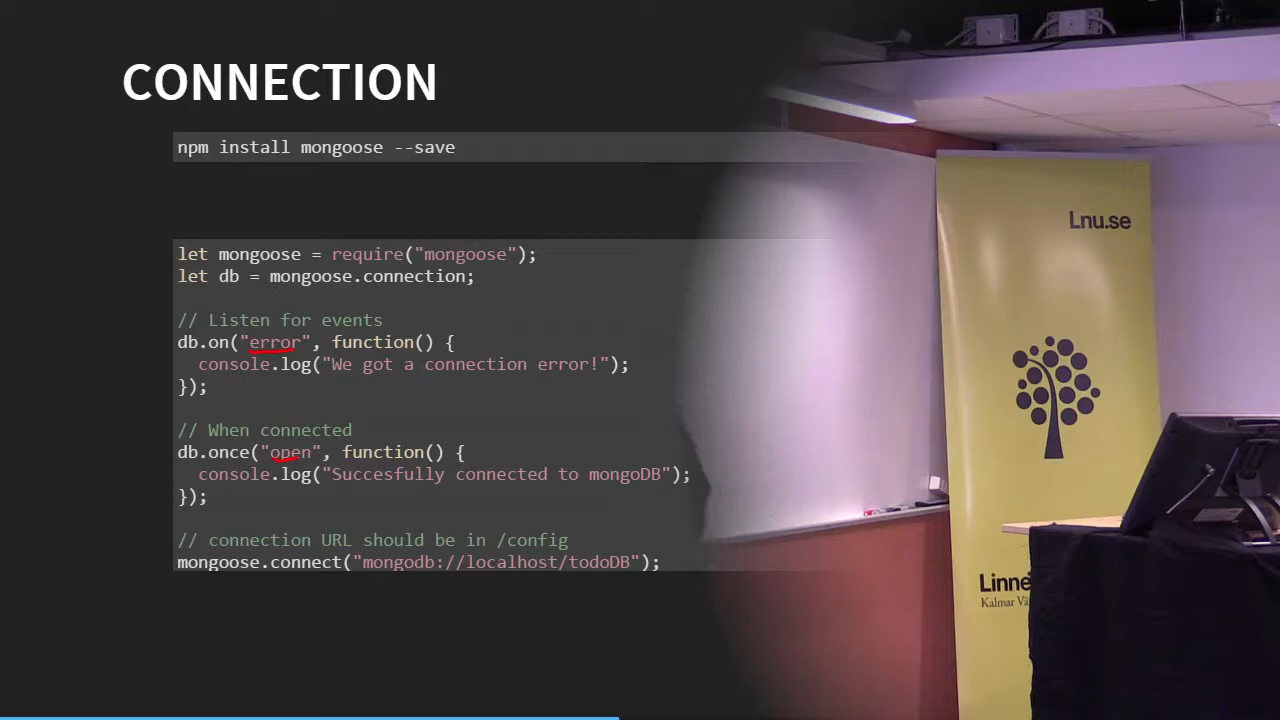 CONNECTION
npm install mongoose --save
let mongoose = require("mongoose");
let db = mongoose.connection;
// Listen for events
db.on("error", function() {
console.log("We got a connection error!");
});
// When connected
db.once("open", function() {
console.log("Succesfully connected to mongoDB");
});
// connection URL should be in /config
mongoose.connect("mongodb://localhost/todoDB");
Lnu.se
Kalmar